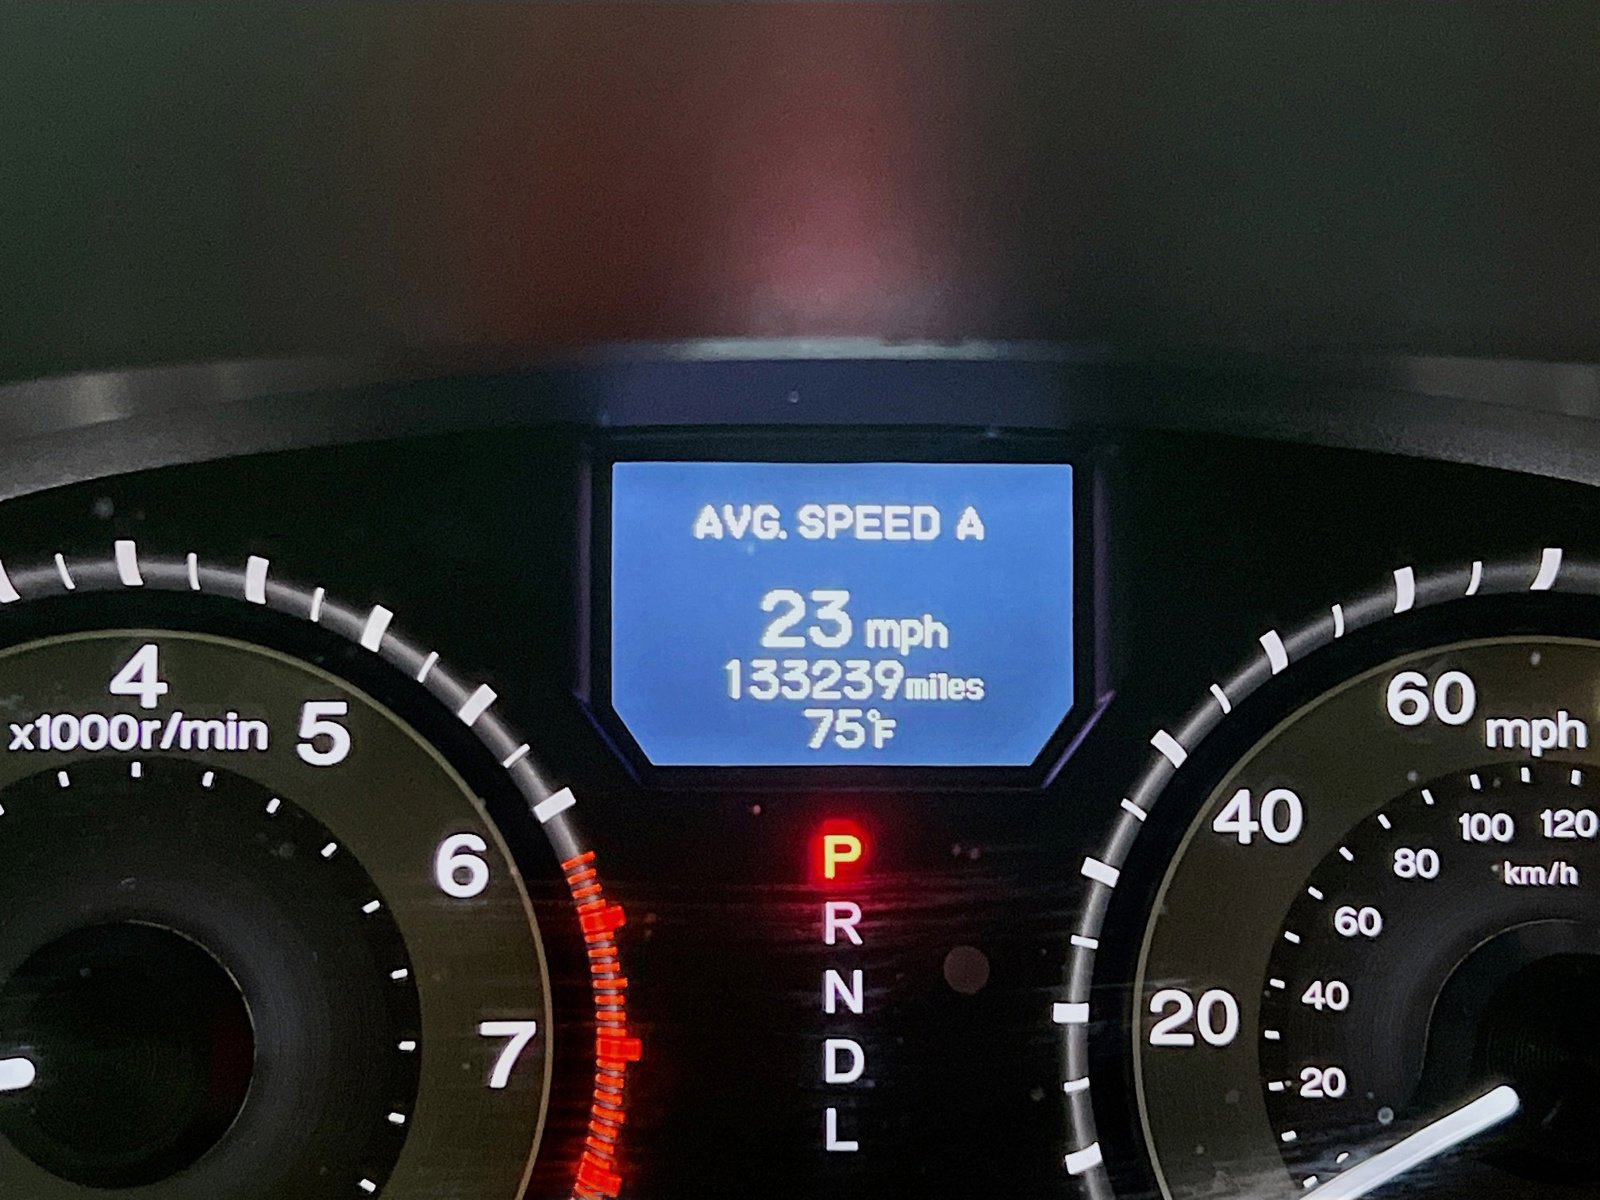 AVG. SPEED A
23 mph
133239miles
75°F
4
x1000r/min
5
6
7
P
R
N
D
L
60
mph
40
20
120
100
km/h
80
60
40
20